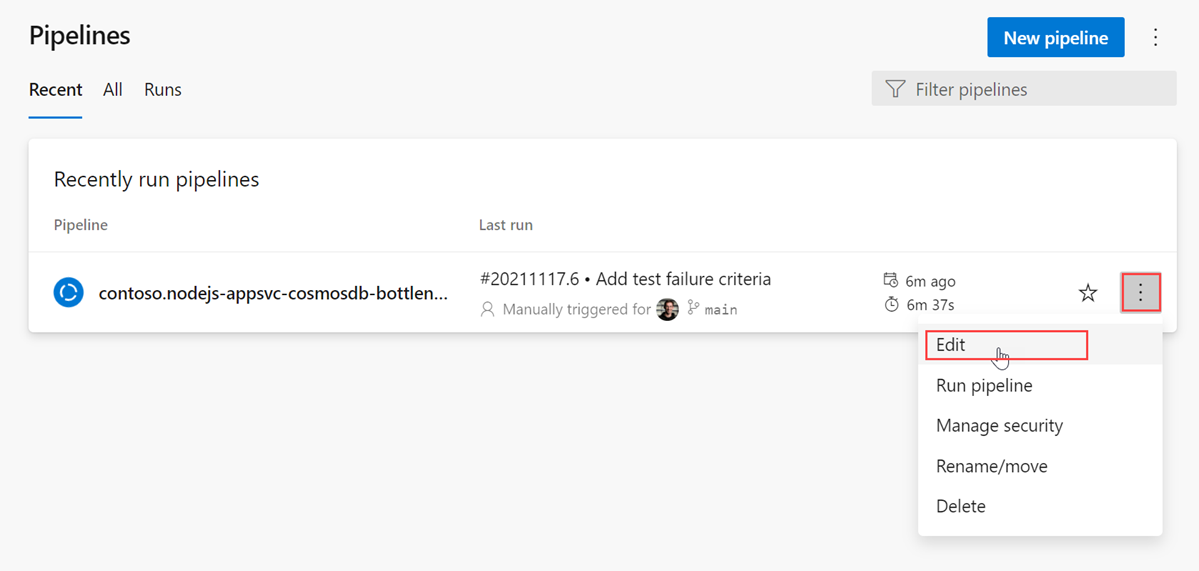 Pipelines
New pipeline
Recent All Runs
Filter pipelines
Recently run pipelines
Pipeline Last run
contoso.nodejs-appsvc-cosmosdb-bottlen...
#20211117.6 • Add test failure criteria
Manually triggered for main
6m ago
6m 37s
Edit
Run pipeline
Manage security
Rename/move
Delete